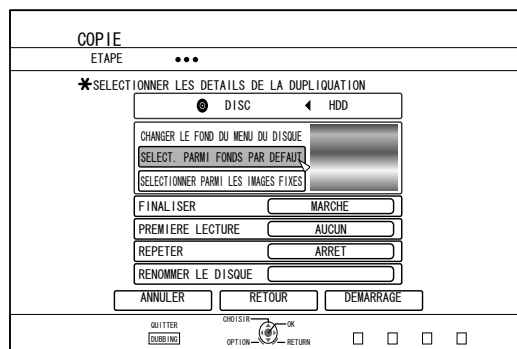 COPIE
ETAPE
SELECTIONNER LES DETAILS DE LA DUPLIQUATION
DISC HDD
CHANGER LE FOND DU MENU DU DISQUE
SELECT. PARMI FONDS PAR DEFAUT
SELECTIONNER PARMI LES IMAGES FIXES
FINALISER MARCHE
PREMIERE LECTURE AUCUN
REPETER ARRET
RENOMMER LE DISQUE
ANNULER RETOUR DEMARRAGE
QUITTER CHOISIR OK
DUBBING OPTION RETURN